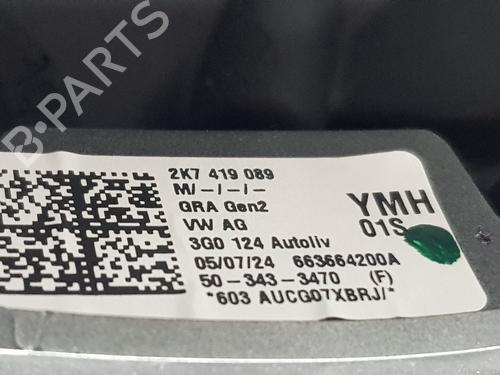 B-PARTS
2K7 419 089
M/-/-/-
GRA Gen2
VW AG
3G0 124 Autoliv
05/07/24 663664200A
50-343-3470 (F)
*603 AUCG07XBRJ/*
YMH
01S